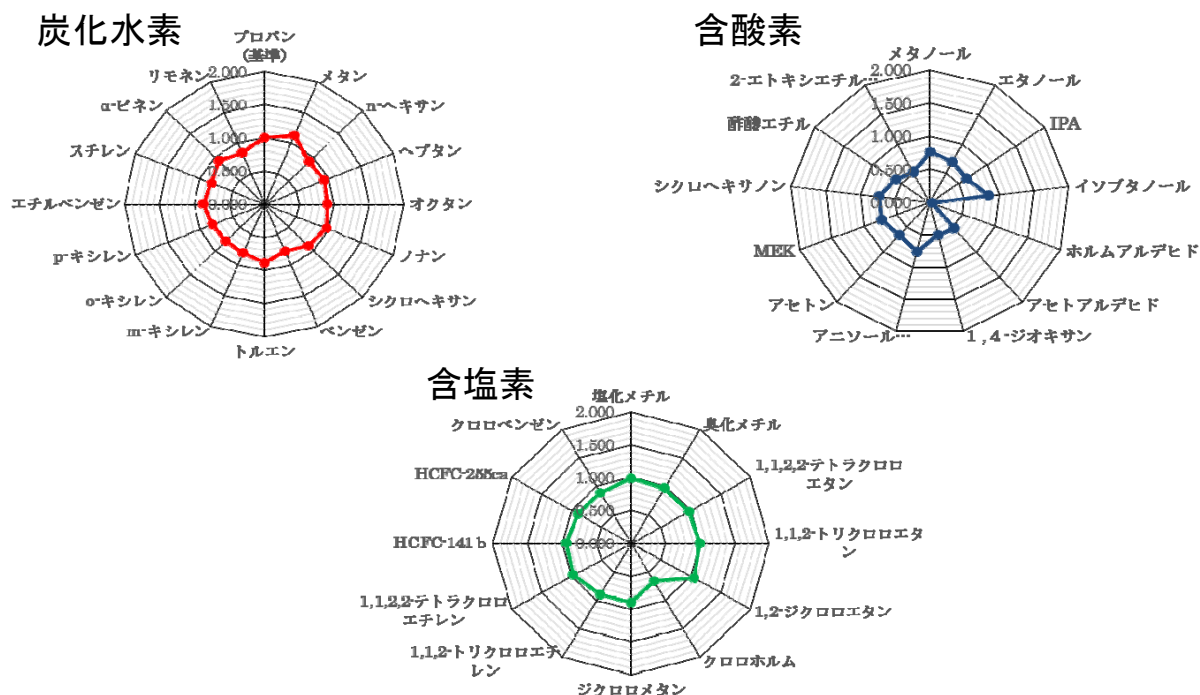 炭化水素
プロパン
(基準)
メタン
n-ヘキサン
ヘプタン
オクタン
ノナン
シクロヘキサン
ベンゼン
トルエン
m-キシレン
o-キシレン
p-キシレン
エチルベンゼン
スチレン
α-ピネン
リモネン
2.000
1.500
1.000
0.500
0.000
含酸素
メタノール
エタノール
IPA
イソブタノール
ホルムアルデヒド
アセトアルデヒド
1,4-ジオキサン
アニソール…
アセトン
MEK
シクロヘキサノン
酢酸エチル
2-エトキシエチル…
2.000
1.500
1.000
0.500
0.000
含塩素
塩化メチル
臭化メチル
1,1,2,2-テトラクロロ
エタン
1,1,2-トリクロロエタ
ン
1,2-ジクロロエタン
クロロホルム
ジクロロメタン
1,1,2-トリクロロエチ
レン
1,1,2,2-テトラクロロ
エチレン
HCFC-141b
HCFC-255ca
クロロベンゼン
2.000
1.500
1.000
0.500
0.000